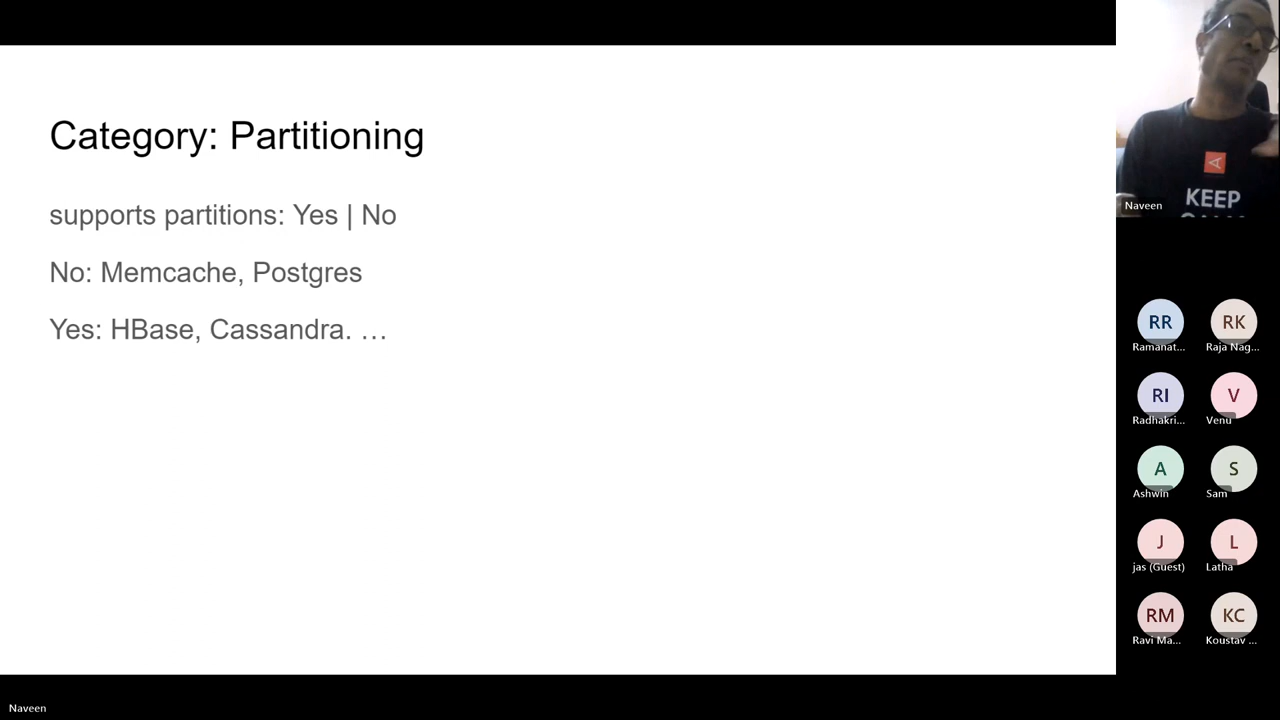 Category: Partitioning
supports partitions: Yes | No
No: Memcache, Postgres
Yes: HBase, Cassandra. …
KEEP
Naveen
RR
RK
Ramanat...
Raja Nag...
RI
V
Radhakri...
Venu
A
S
Ashwin
Sam
J
L
jas (Guest)
Latha
RM
KC
Ravi Ma...
Koustav ...
Naveen